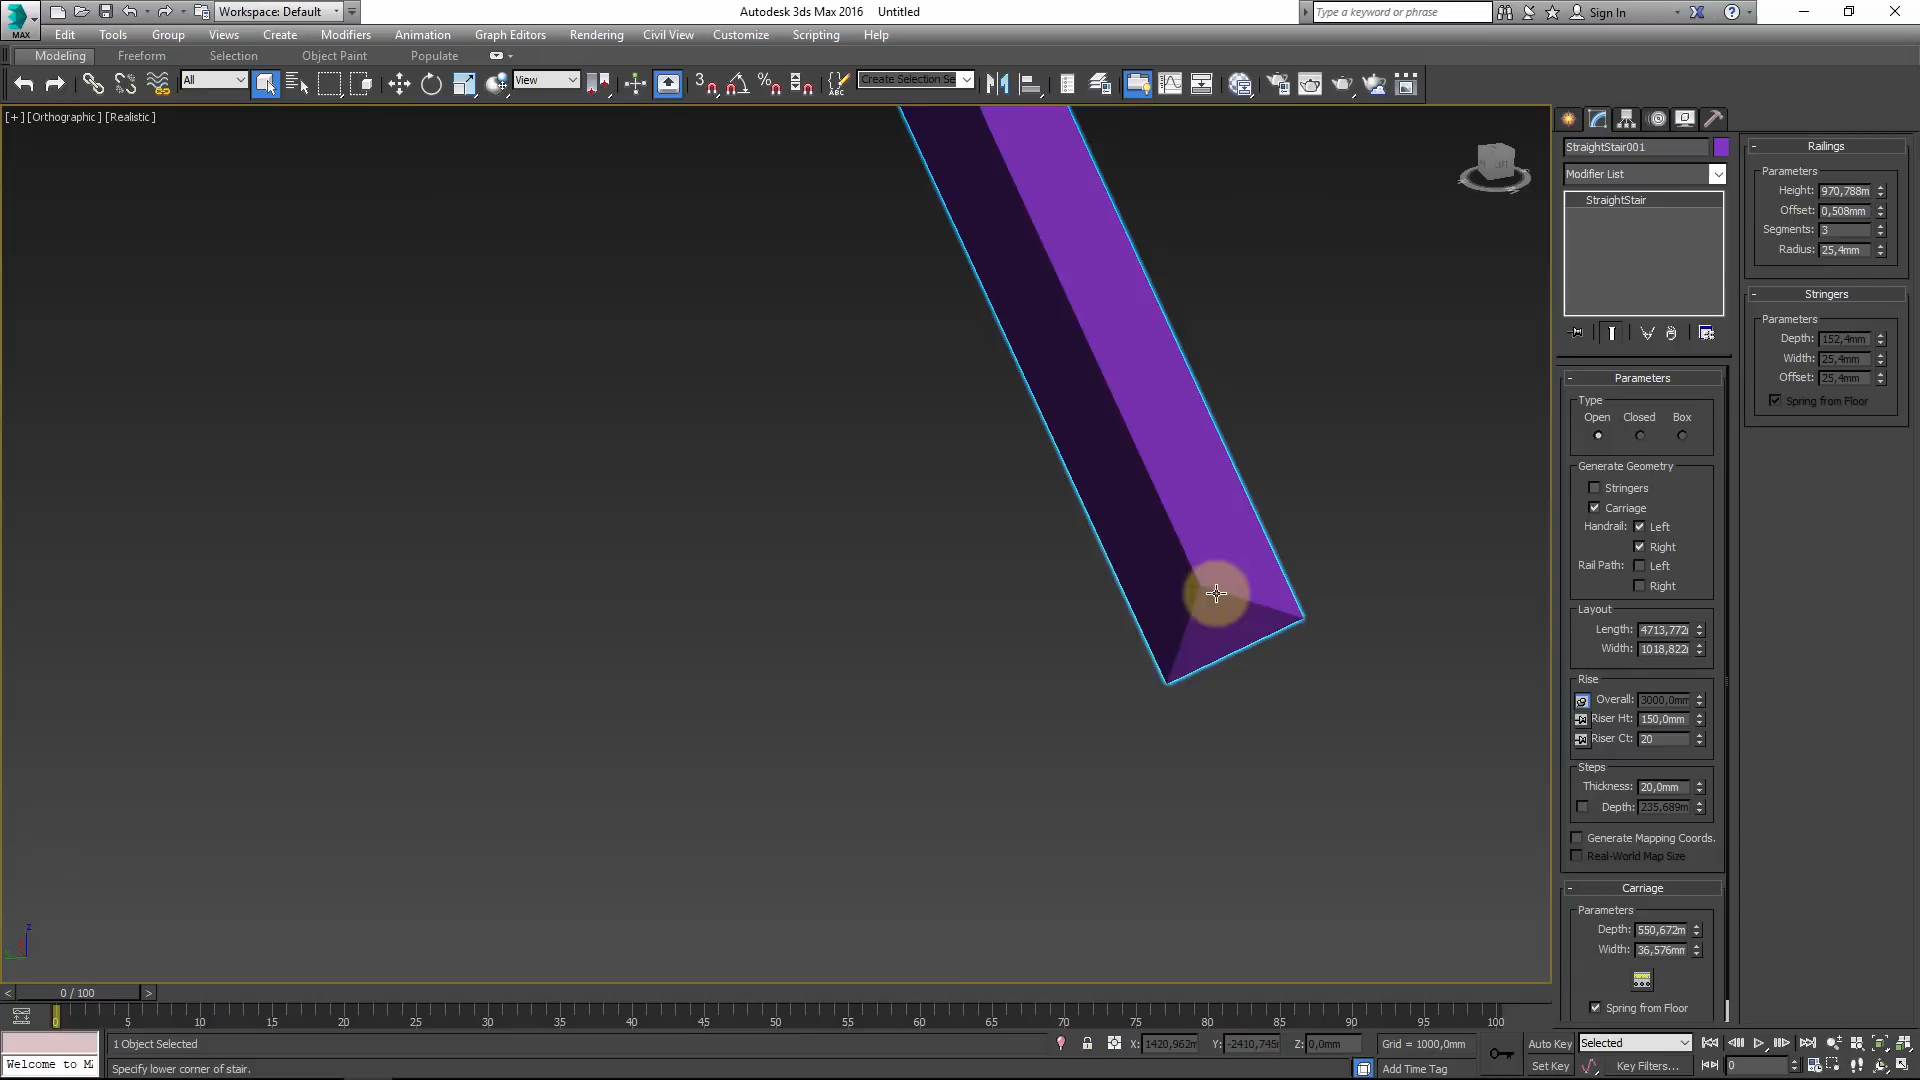 Workspace: Default
Autodesk 3ds Max 2016 Untitled
Type a keyword or phrase
Sign In
MAX
Edit Tools Group Views Create Modifiers Animation Graph Editors Rendering Civil View Customize Scripting Help
Modeling Freeform Selection Object Paint Populate
All
View
3
ABC
Create Selection Se
[+] [Orthographic] [Realistic]
LEFT
StraightStair001
Modifier List
StraightStair
Parameters
Type
Open Closed Box
Generate Geometry
Stringers
Carriage
Handrail: Left
Right
Rail Path: Left
Right
Layout
Length: 4713,772
Width: 1018,822
Rise
Overall: 3000,0mm
Riser Ht: 150,0mm
Riser Ct: 20
Steps
Thickness: 20,0mm
Depth: 235,689m
Generate Mapping Coords.
Real-World Map Size
Carriage
Parameters
Depth: 550,672m
Width: 36,576mm
Spring from Floor
Railings
Parameters
Height: 970,788m
Offset: 0,508mm
Segments: 3
Radius: 25,4mm
Stringers
Parameters
Depth: 152,4mm
Width: 25,4mm
Offset: 25,4mm
Spring from Floor
z
< 0 / 100 >
0 5 10 15 20 25 30 35 40 45 50 55 60 65 70 75 80 85 90 95 100
1 Object Selected
X: 1420,962m Y: -2410,745m Z: 0,0mm
Grid = 1000,0mm
Auto Key
Selected
Welcome to M
Specify lower corner of stair.
Add Time Tag
Set Key
Key Filters...
0